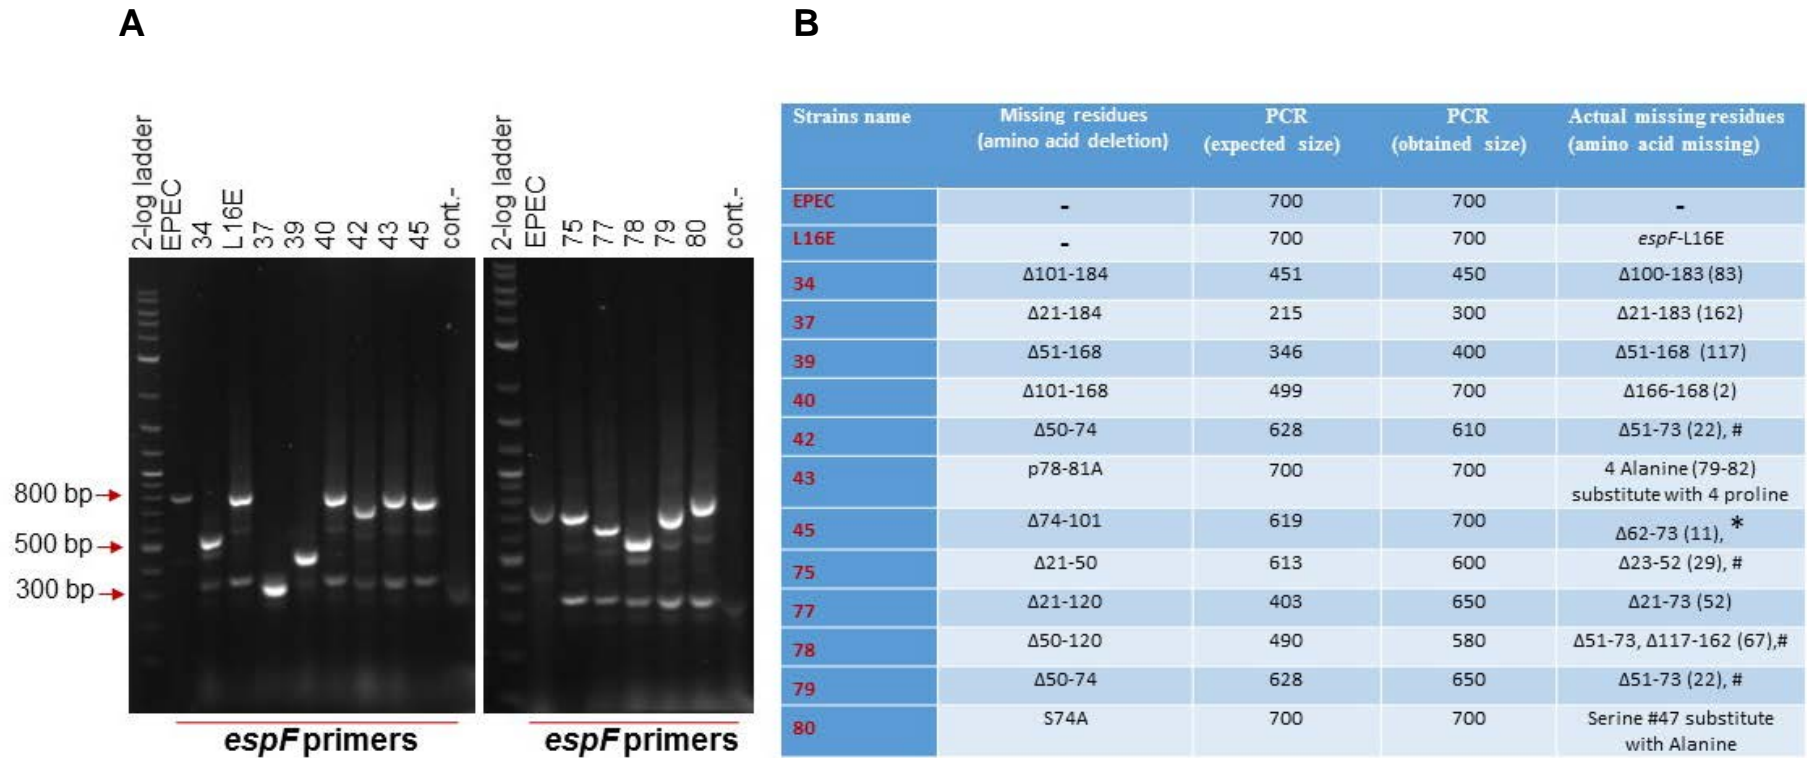 A
B
2-log ladder
EPEC
34
L16E
37
39
40
42
43
45
cont.-
2-log ladder
EPEC
75
77
78
79
80
cont.-
800 bp
500 bp
300 bp
espF primers
espF primers
Strains name
Missing residues
(amino acid deletion)
PCR
(expected size)
PCR
(obtained size)
Actual missing residues
(amino acid missing)
EPEC - 700 700 -
L16E - 700 700 espF-L16E
34 Δ101-184 451 450 Δ100-183 (83)
37 Δ21-184 215 300 Δ21-183 (162)
39 Δ51-168 346 400 Δ51-168 (117)
40 Δ101-168 499 700 Δ166-168 (2)
42 Δ50-74 628 610 Δ51-73 (22), #
43 p78-81A 700 700 4 Alanine (79-82)
substitute with 4 proline
45 Δ74-101 619 700 Δ62-73 (11), *
75 Δ21-50 613 600 Δ23-52 (29), #
77 Δ21-120 403 650 Δ21-73 (52)
78 Δ50-120 490 580 Δ51-73, Δ117-162 (67),#
79 Δ50-74 628 650 Δ51-73 (22), #
80 S74A 700 700 Serine #47 substitute
with Alanine